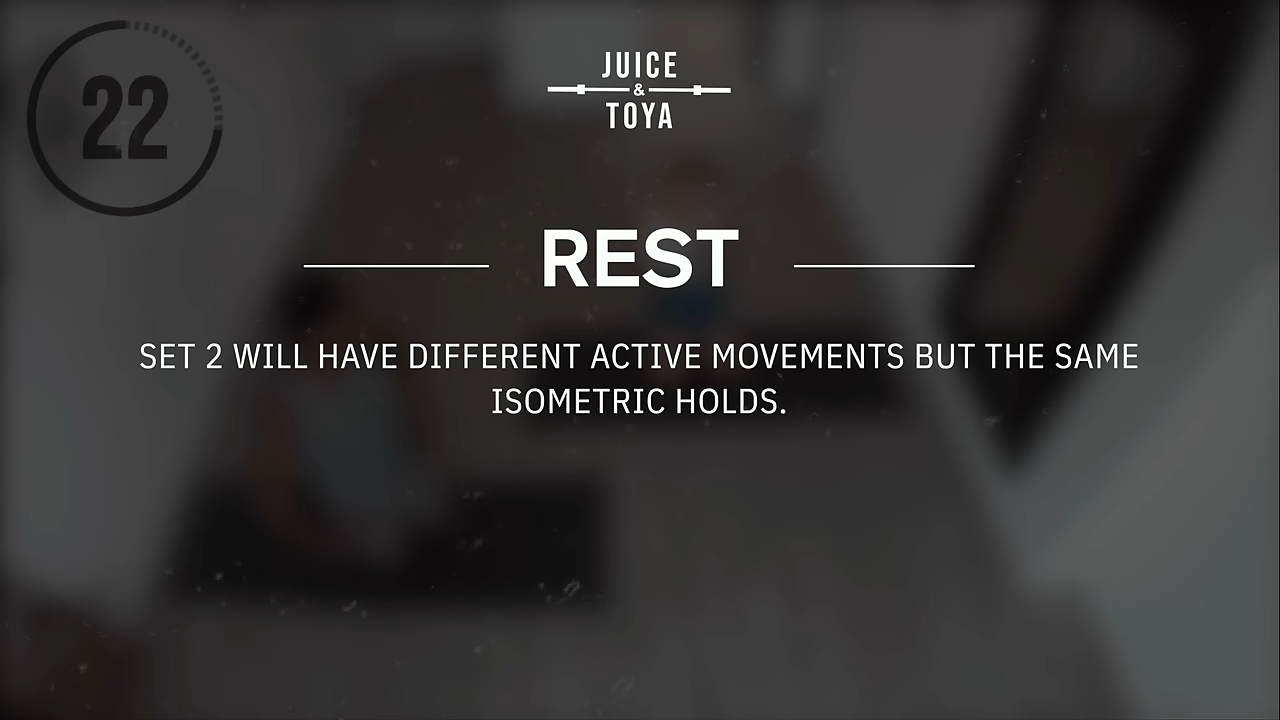 22
JUICE
&
TOYA
REST
SET 2 WILL HAVE DIFFERENT ACTIVE MOVEMENTS BUT THE SAME
ISOMETRIC HOLDS.